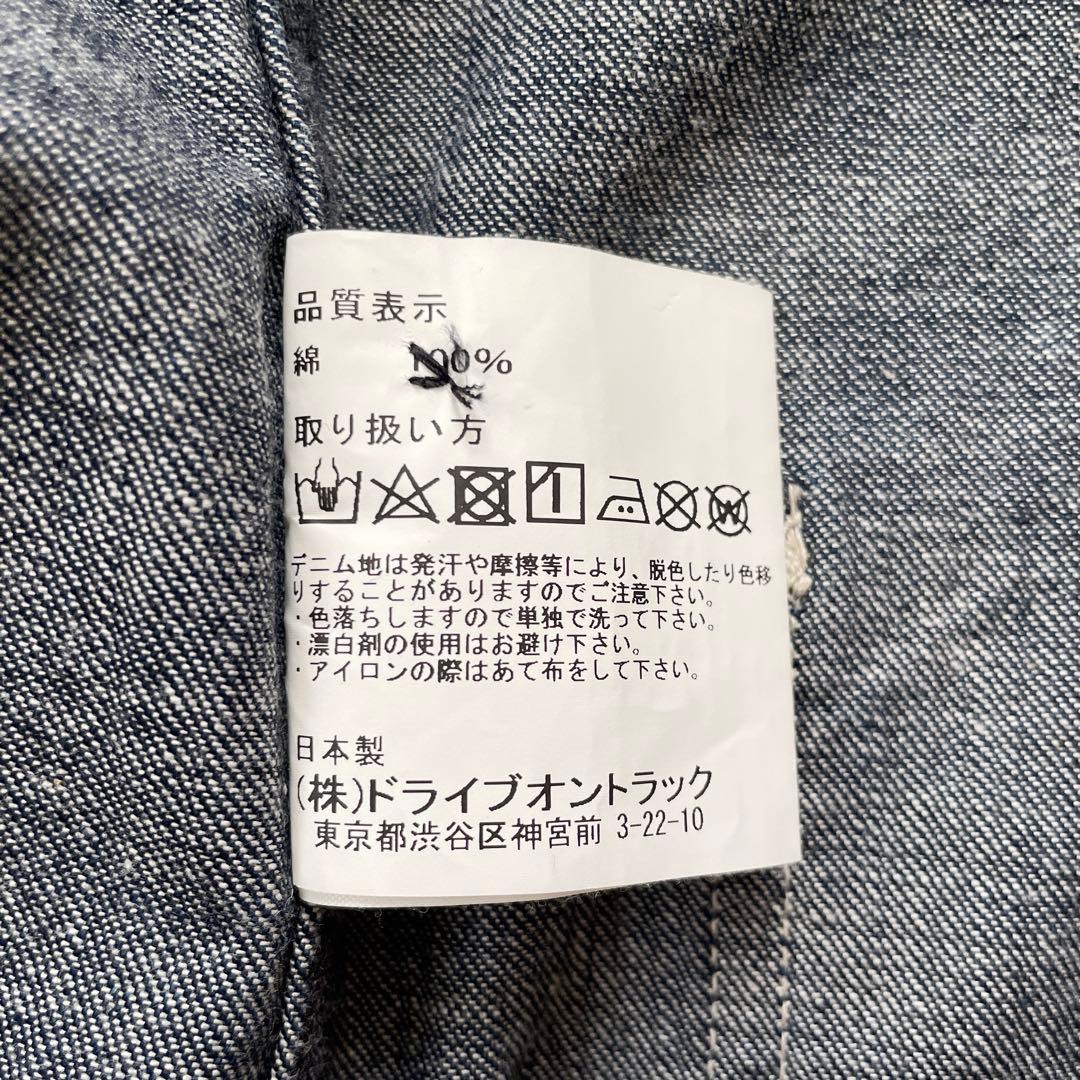 品質表示
綿 100%
取り扱い方
デニム地は発汗や摩擦等により、脱色したり色移
りすることがありますのでご注意下さい。
・色落ちしますので単独で洗って下さい。
・漂白剤の使用はお避け下さい。
・アイロンの際はあて布をして下さい。
日本製
(株)ドライブオントラック
東京都渋谷区神宮前 3-22-10